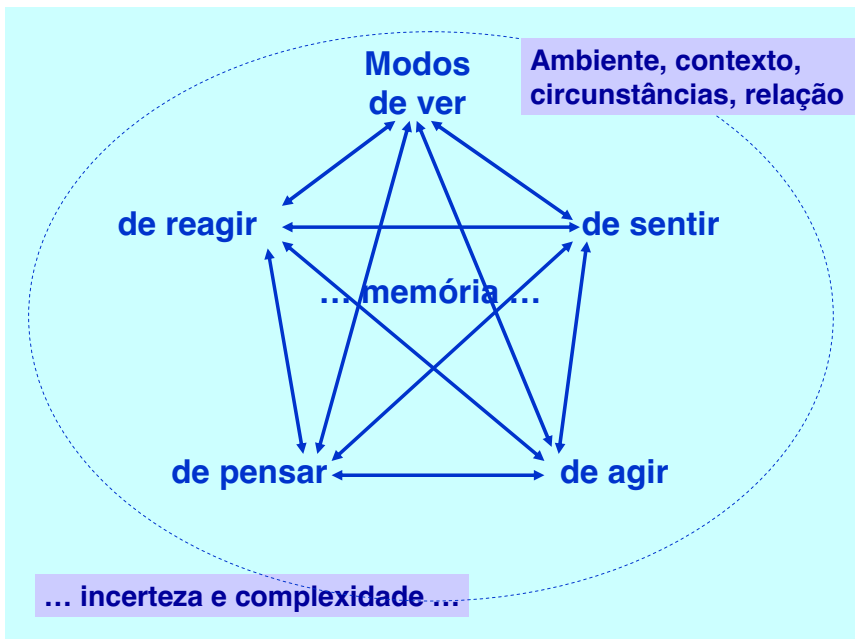 Modos
de ver
Ambiente, contexto,
circunstâncias, relação
de reagir
de sentir
… memória …
de pensar
de agir
… incerteza e complexidade …